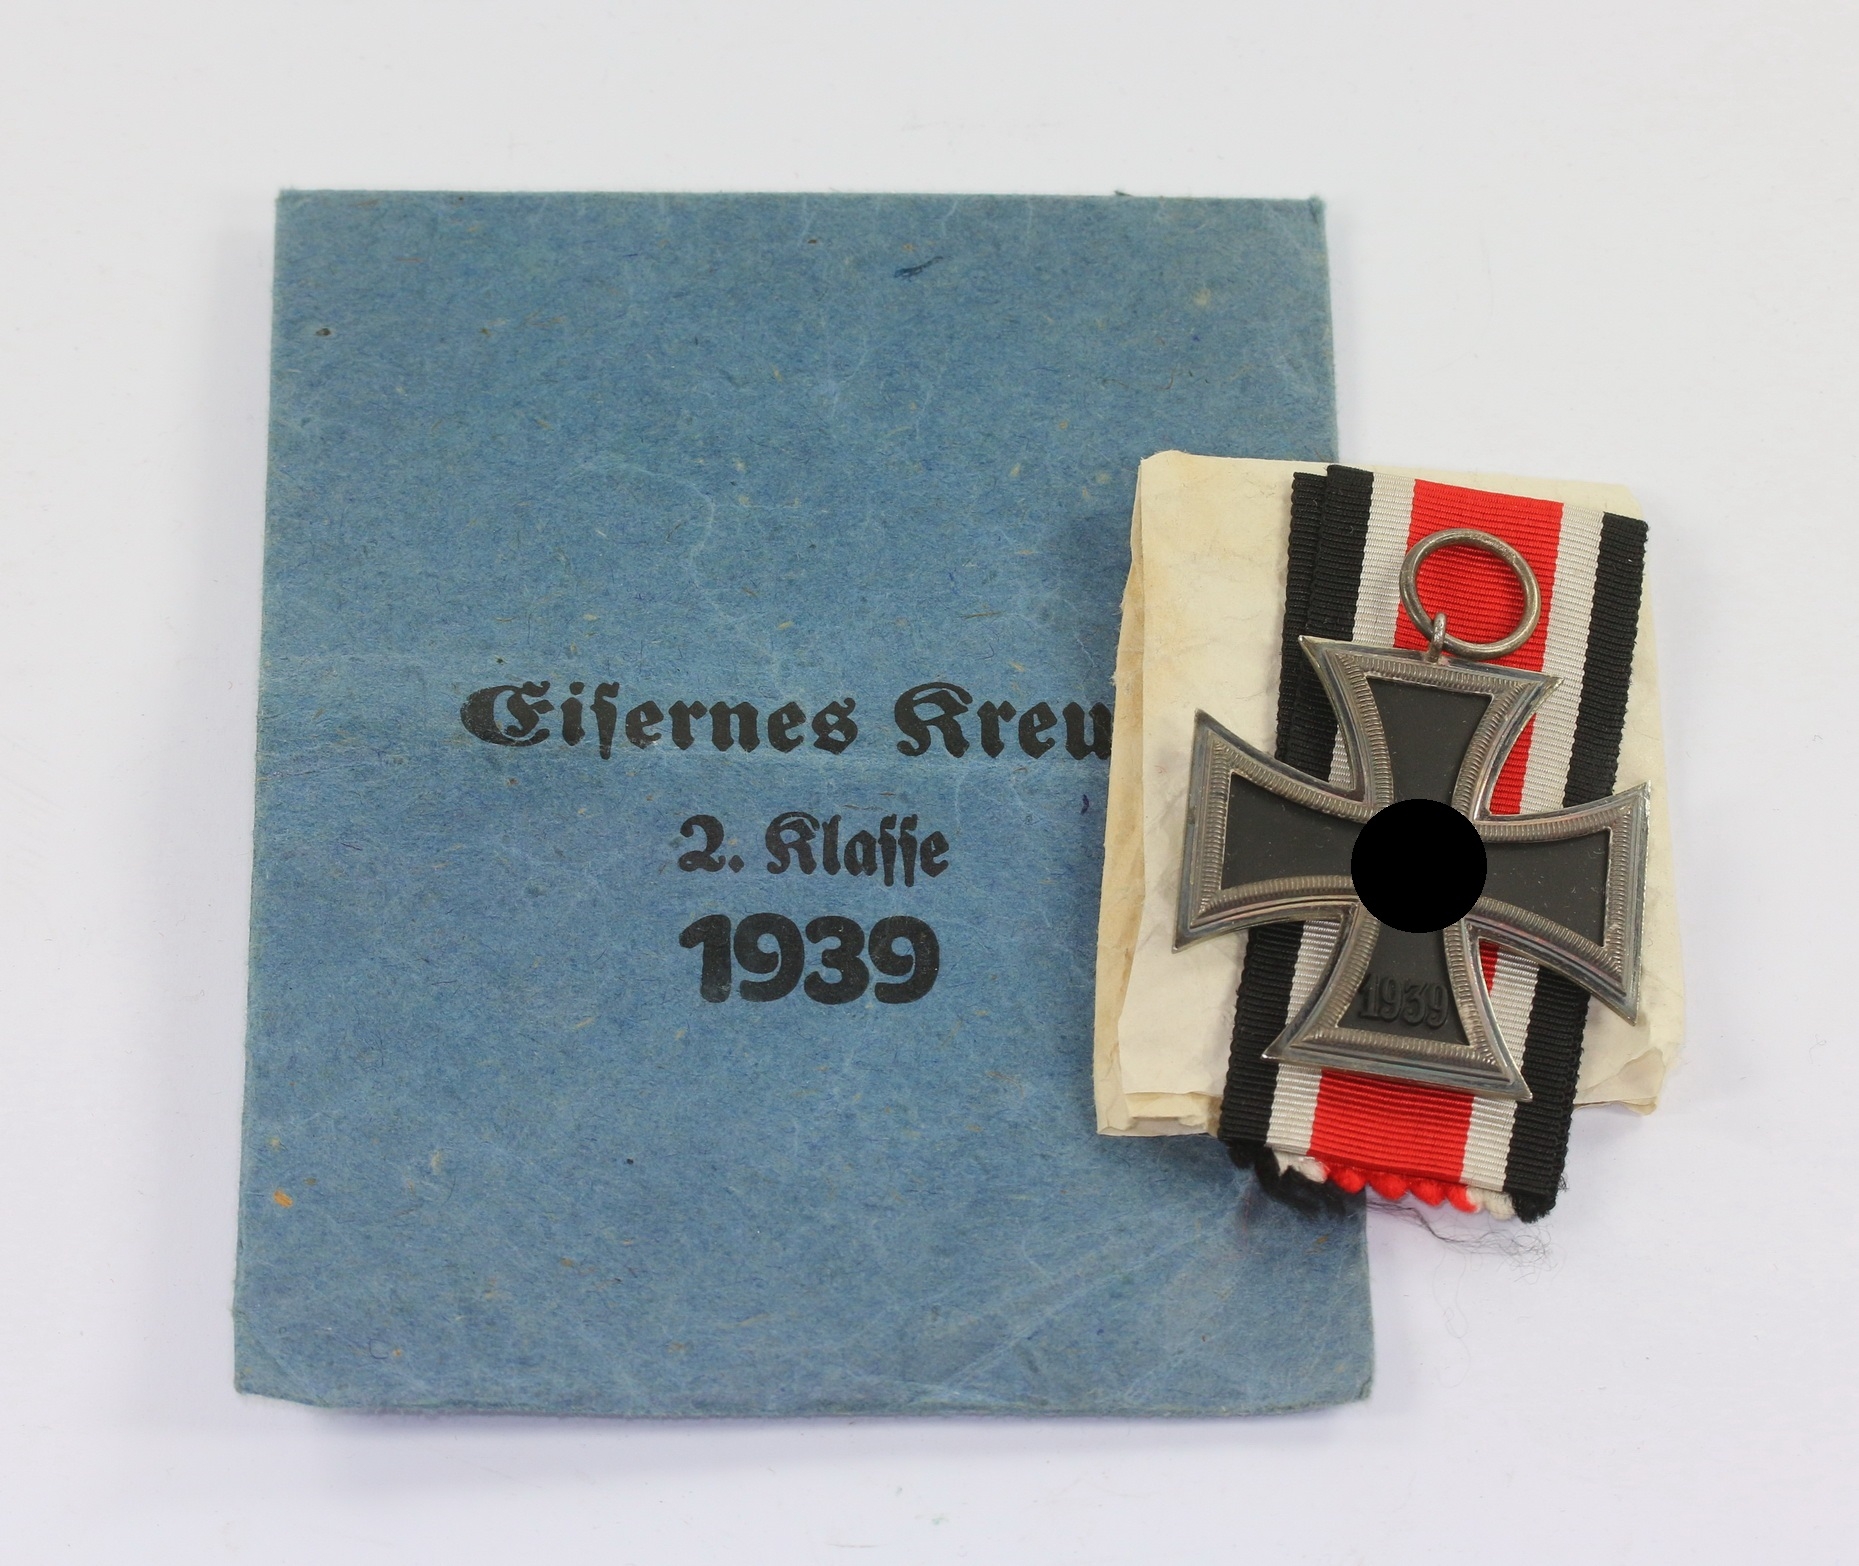 Eisernes Kreu
2. Klasse
1939
1939